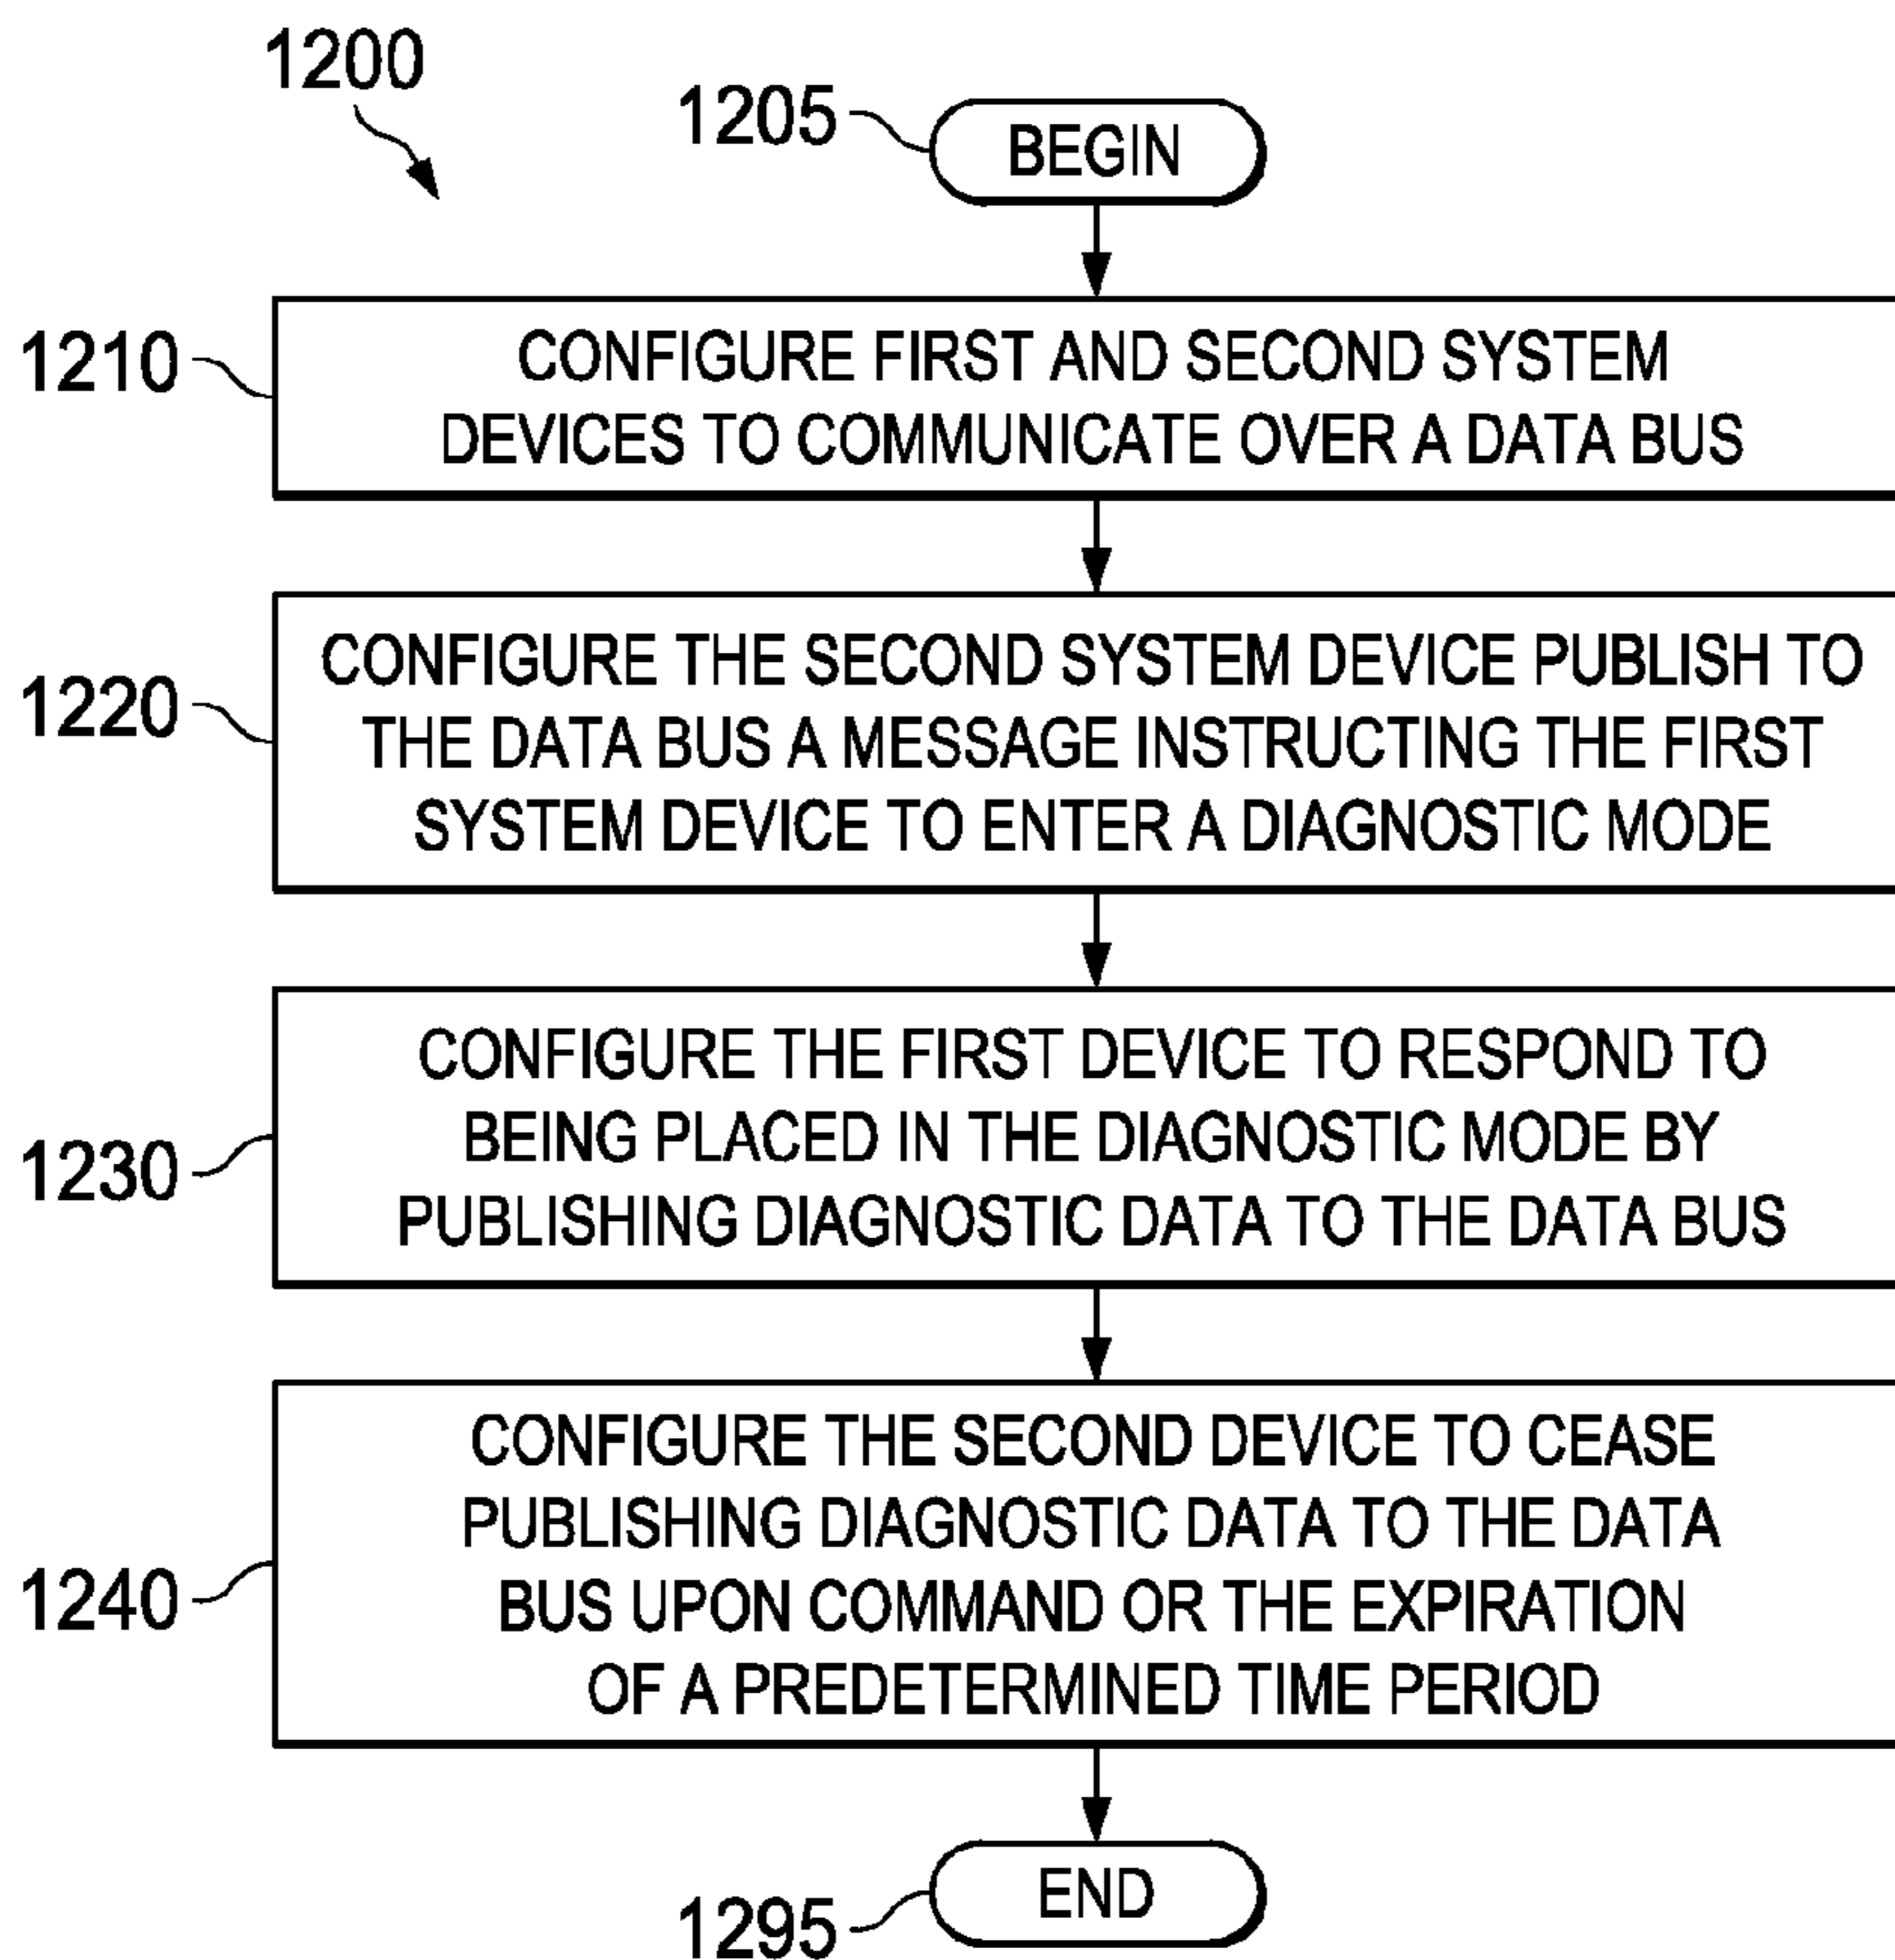 1200
1205
BEGIN
1210
CONFIGURE FIRST AND SECOND SYSTEM
DEVICES TO COMMUNICATE OVER A DATA BUS
1220
CONFIGURE THE SECOND SYSTEM DEVICE PUBLISH TO
THE DATA BUS A MESSAGE INSTRUCTING THE FIRST
SYSTEM DEVICE TO ENTER A DIAGNOSTIC MODE
1230
CONFIGURE THE FIRST DEVICE TO RESPOND TO
BEING PLACED IN THE DIAGNOSTIC MODE BY
PUBLISHING DIAGNOSTIC DATA TO THE DATA BUS
1240
CONFIGURE THE SECOND DEVICE TO CEASE
PUBLISHING DIAGNOSTIC DATA TO THE DATA
BUS UPON COMMAND OR THE EXPIRATION
OF A PREDETERMINED TIME PERIOD
END
1295